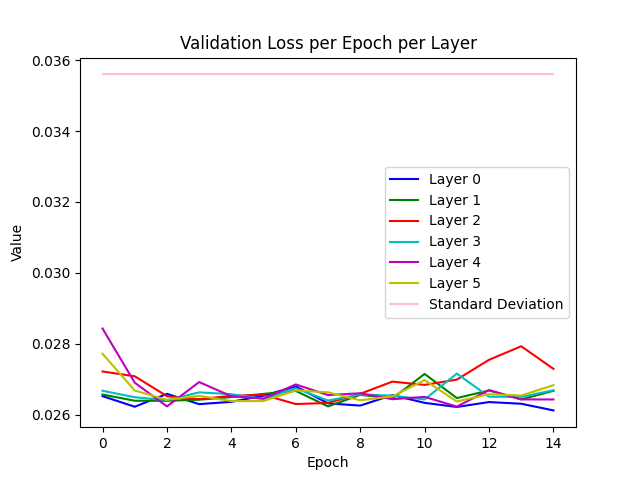 Validation Loss per Epoch per Layer
0.036
0.034
0.032
0.030
0.028
0.026
Value
Layer 0
Layer 1
Layer 2
Layer 3
Layer 4
Layer 5
Standard Deviation
0 2 4 6 8 10 12 14
Epoch